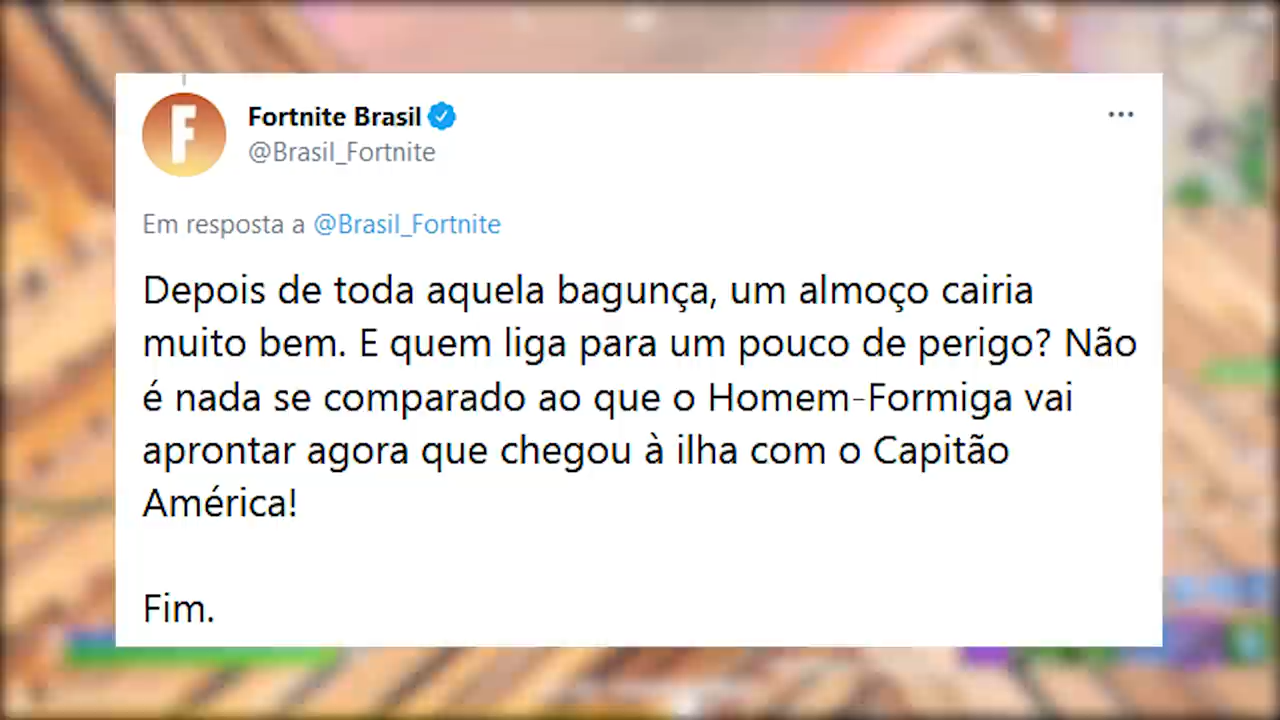 Fortnite Brasil
@Brasil_Fortnite
Em resposta a @Brasil_Fortnite
Depois de toda aquela bagunça, um almoço cairia
muito bem. E quem liga para um pouco de perigo? Não
é nada se comparado ao que o Homem-Formiga vai
aprontar agora que chegou à ilha com o Capitão
América!
Fim.